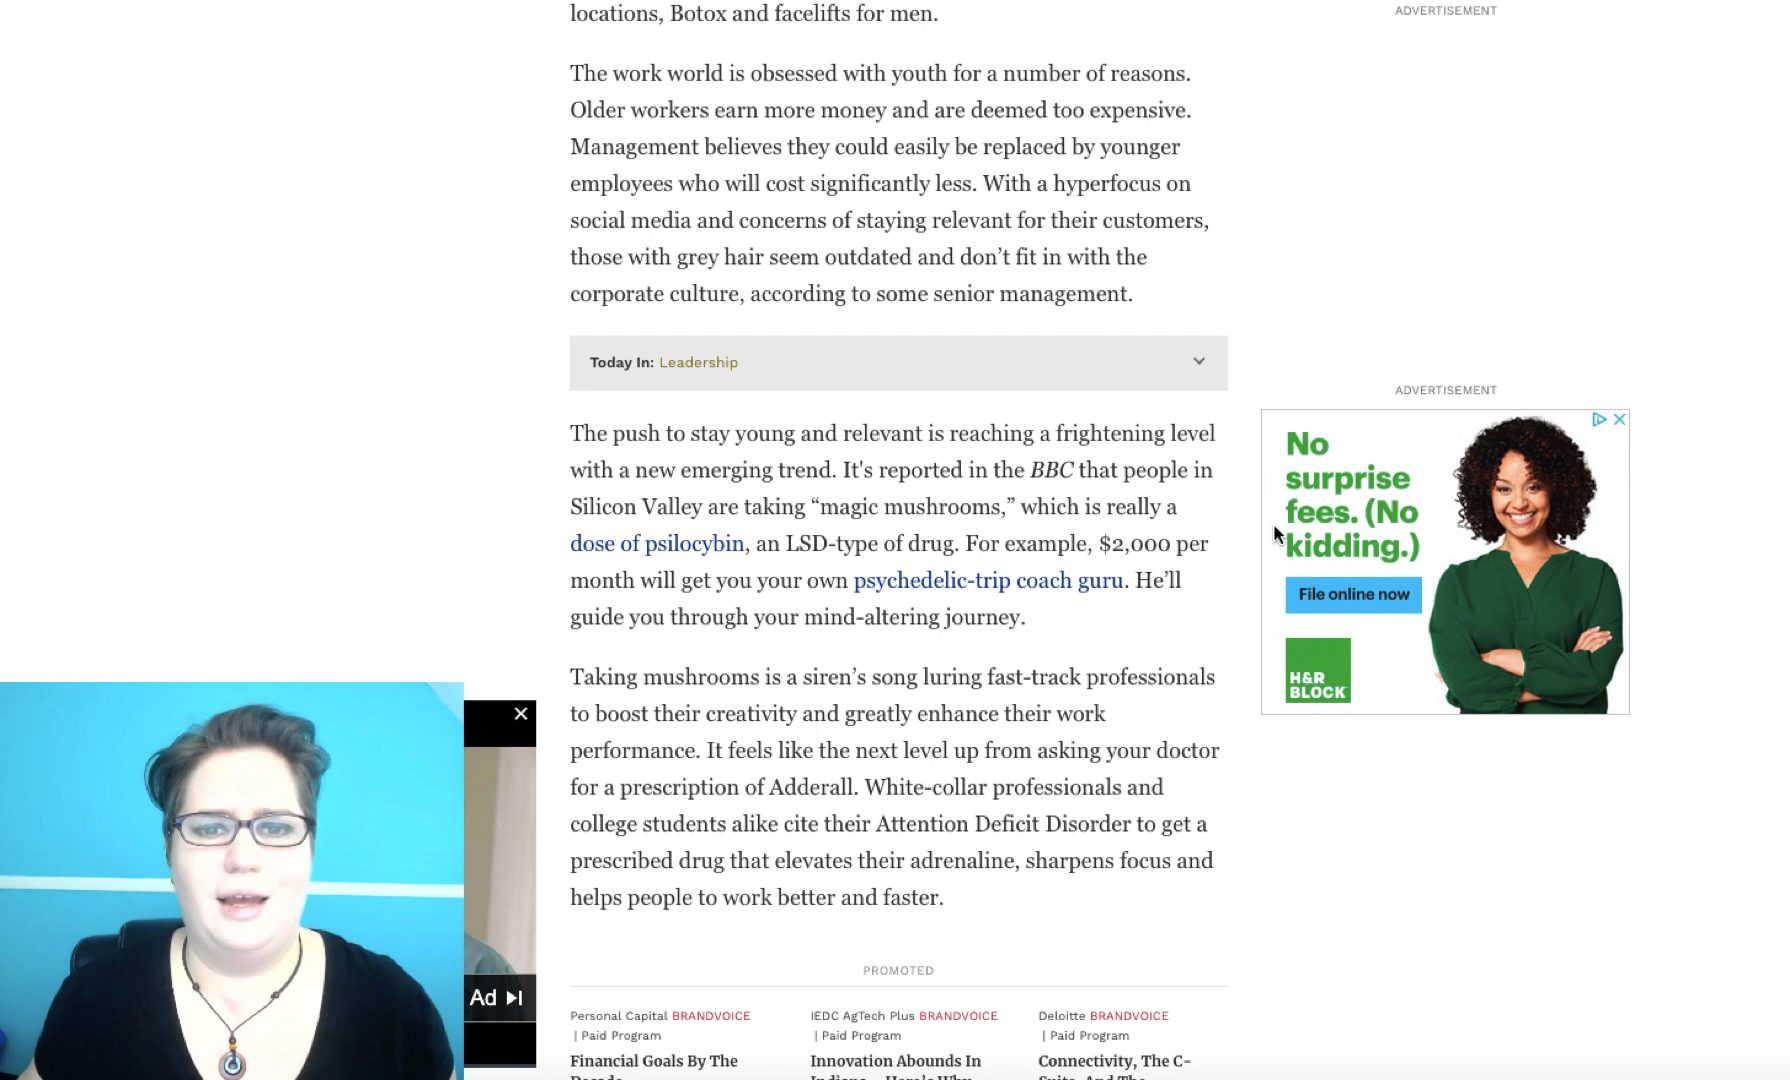 locations, Botox and facelifts for men.
ADVERTISEMENT
The work world is obsessed with youth for a number of reasons.
Older workers earn more money and are deemed too expensive.
Management believes they could easily be replaced by younger
employees who will cost significantly less. With a hyperfocus on
social media and concerns of staying relevant for their customers,
those with grey hair seem outdated and don’t fit in with the
corporate culture, according to some senior management.
Today In: Leadership
ADVERTISEMENT
No
surprise
fees. (No
kidding.)
File online now
H&R
BLOCK
The push to stay young and relevant is reaching a frightening level
with a new emerging trend. It's reported in the BBC that people in
Silicon Valley are taking “magic mushrooms,” which is really a
dose of psilocybin, an LSD-type of drug. For example, $2,000 per
month will get you your own psychedelic-trip coach guru. He’ll
guide you through your mind-altering journey.
Taking mushrooms is a siren’s song luring fast-track professionals
to boost their creativity and greatly enhance their work
performance. It feels like the next level up from asking your doctor
for a prescription of Adderall. White-collar professionals and
college students alike cite their Attention Deficit Disorder to get a
prescribed drug that elevates their adrenaline, sharpens focus and
helps people to work better and faster.
Ad
PROMOTED
Personal Capital BRANDVOICE
| Paid Program
Financial Goals By The
IEDC AgTech Plus BRANDVOICE
| Paid Program
Innovation Abounds In
Deloitte BRANDVOICE
| Paid Program
Connectivity, The C-